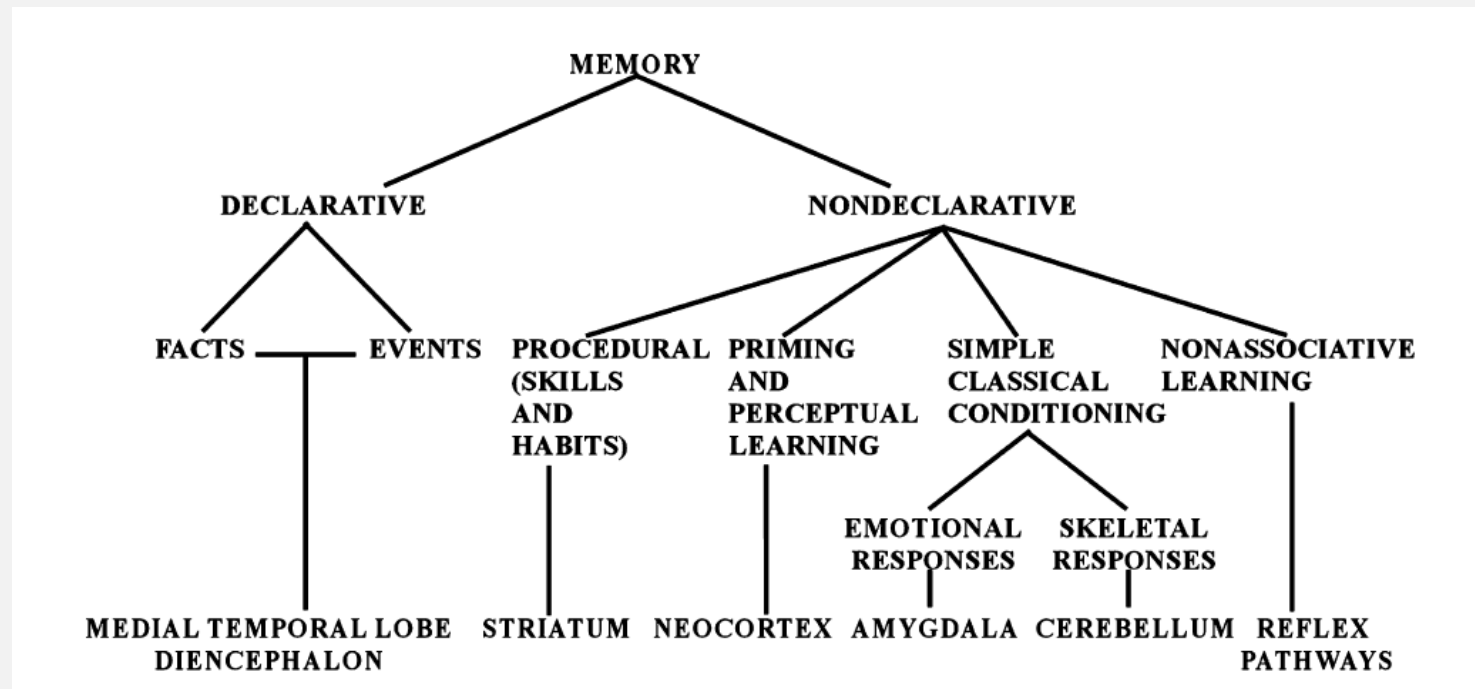 MEMORY
DECLARATIVE
NONDECLARATIVE
FACTS
EVENTS
PROCEDURAL
(SKILLS
AND
HABITS)
PRIMING
AND
PERCEPTUAL
LEARNING
SIMPLE
CLASSICAL
CONDITIONING
NONASSOCIATIVE
LEARNING
EMOTIONAL
RESPONSES
SKELETAL
RESPONSES
MEDIAL TEMPORAL LOBE
DIENCEPHALON
STRIATUM
NEOCORTEX
AMYGDALA
CEREBELLUM
REFLEX
PATHWAYS